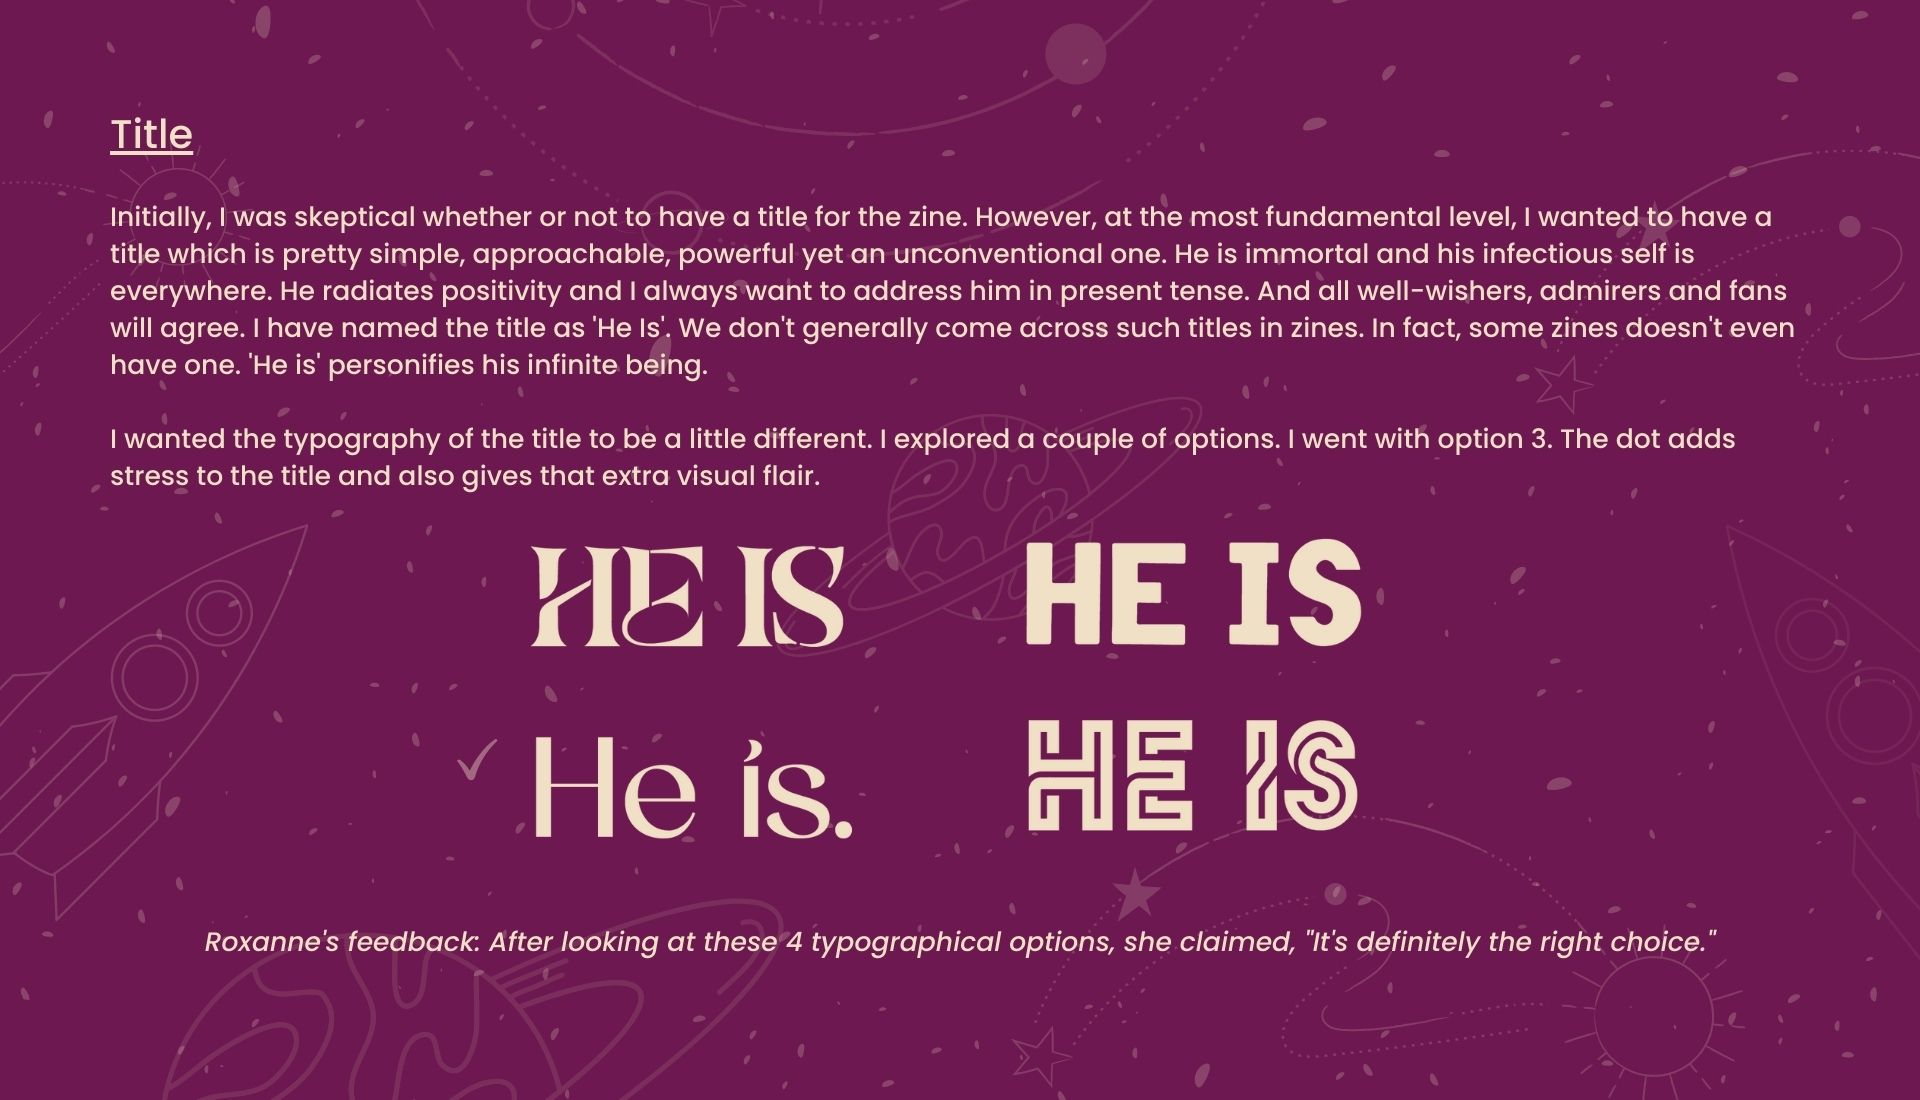 Title
Initially, I was skeptical whether or not to have a title for the zine. However, at the most fundamental level, I wanted to have a
title which is pretty simple, approachable, powerful yet an unconventional one. He is immortal and his infectious self is
everywhere. He radiates positivity and I always want to address him in present tense. And all well-wishers, admirers and fans
will agree. I have named the title as 'He Is'. We don't generally come across such titles in zines. In fact, some zines doesn't even
have one. 'He is' personifies his infinite being.
I wanted the typography of the title to be a little different. I explored a couple of options. I went with option 3. The dot adds
stress to the title and also gives that extra visual flair.
HE IS
HE IS
He is.
HE IS
Roxanne's feedback: After looking at these 4 typographical options, she claimed, "It's definitely the right choice."